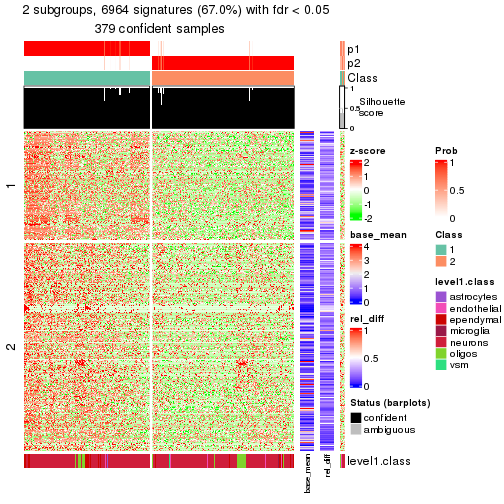 2 subgroups, 6964 signatures (67.0%) with fdr < 0.05
379 confident samples
p1
p2
Class
1
0.5
0
Silhouette
score
1
2
z-score
2
1
0
-1
-2
Prob
1
0.5
0
base_mean
4
3
2
1
0
Class
1
2
rel_diff
1
0.5
0
level1.class
astrocytes
endothelial
ependymal
microglia
neurons
oligos
vsm
Status (barplots)
confident
ambiguous
base_mean
rel_diff
level1.class